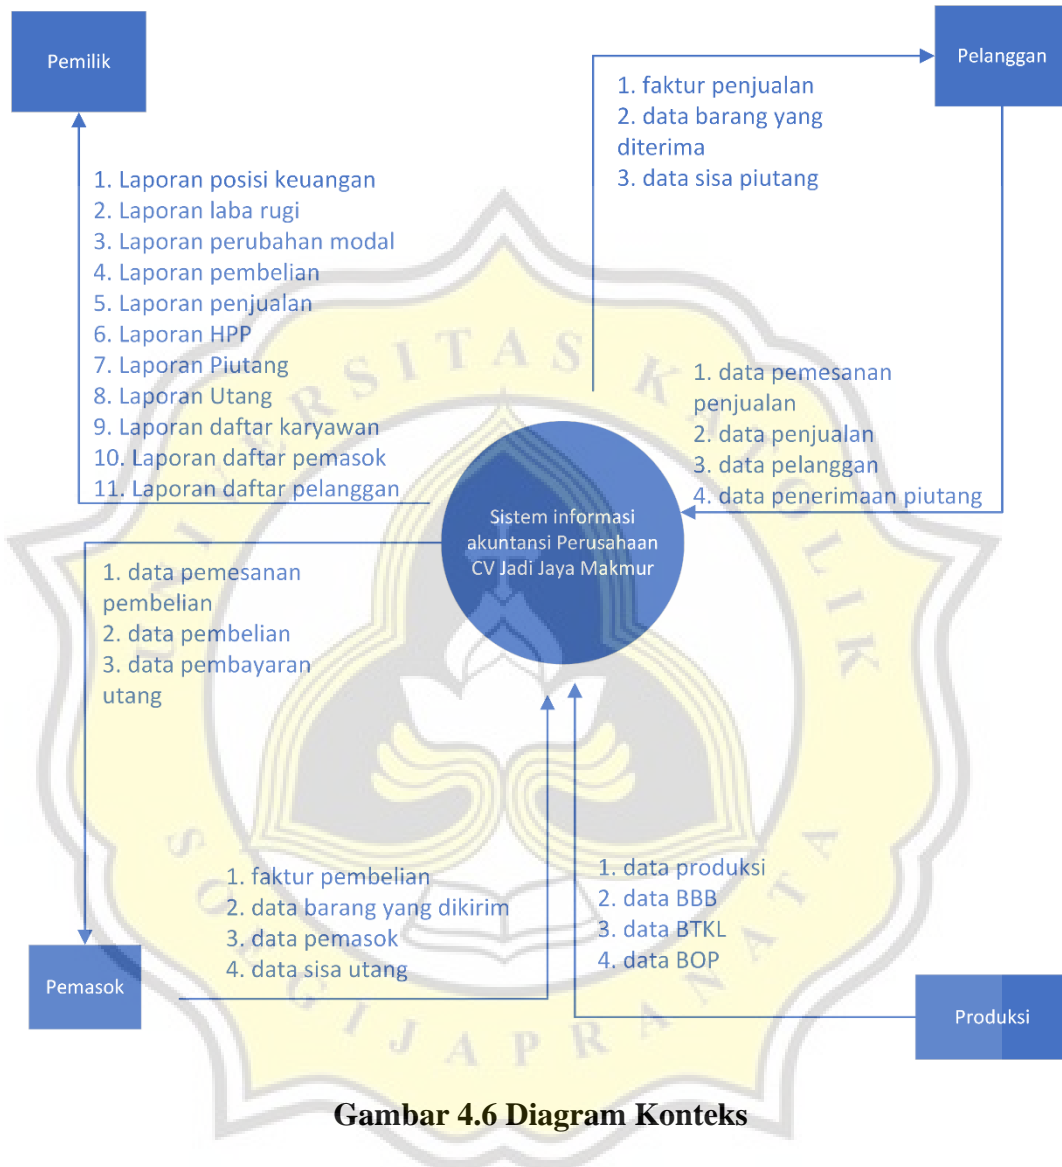 Pemilik
Pelanggan
1. faktur penjualan
2. data barang yang
diterima
3. data sisa piutang
1. Laporan posisi keuangan
2. Laporan laba rugi
3. Laporan perubahan modal
4. Laporan pembelian
5. Laporan penjualan
6. Laporan HPP
7. Laporan Piutang
8. Laporan Utang
9. Laporan daftar karyawan
10. Laporan daftar pemasok
11. Laporan daftar pelanggan
1. data pemesanan
penjualan
2. data penjualan
3. data pelanggan
4. data penerimaan piutang
Sistem informasi
akuntansi Perusahaan
CV Jadi Jaya Makmur
1. data pemesanan
pembelian
2. data pembelian
3. data pembayaran
utang
1. faktur pembelian
2. data barang yang dikirim
3. data pemasok
4. data sisa utang
1. data produksi
2. data BBB
3. data BTKL
4. data BOP
Pemasok
Produksi
UNIVERSITAS KATOLIK
SOEGIJAPRANATA
Gambar 4.6 Diagram Konteks